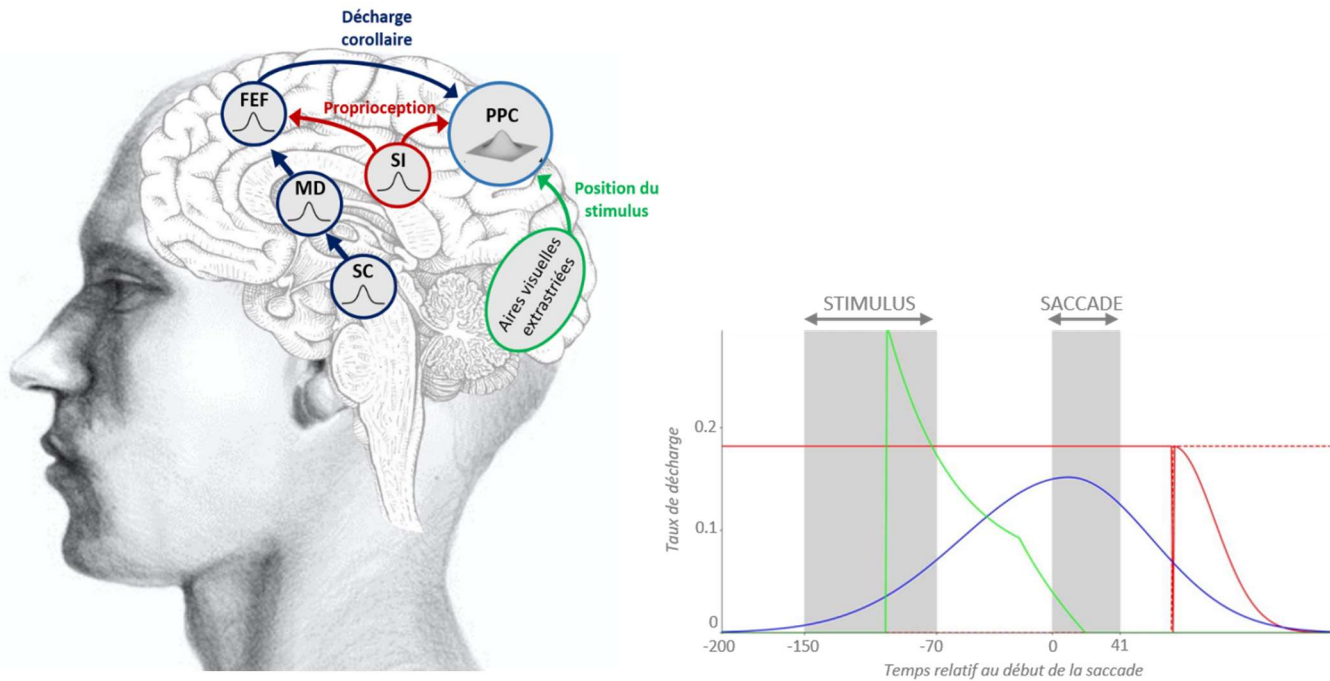 Décharge
corollaire
FEF
Proprioception
PPC
SI
MD
Position du
stimulus
SC
Aires visuelles
extrastriées
STIMULUS
SACCADE
Taux de décharge
0.2
0.1
0
-200
-150
-70
0
41
Temps relatif au début de la saccade